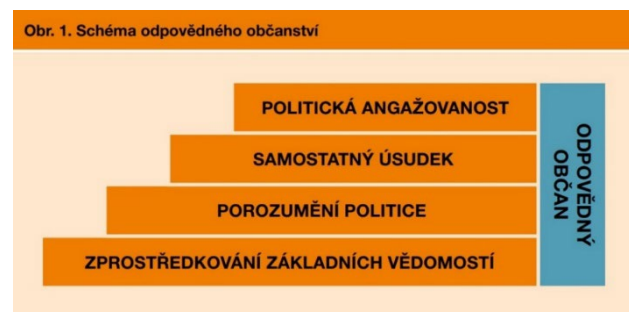 Obr. 1. Schéma odpovědného občanství
POLITICKÁ ANGAŽOVANOST
SAMOSTATNÝ ÚSUDEK
POROZUMĚNÍ POLITICE
ZPROSTŘEDKOVÁNÍ ZÁKLADNÍCH VĚDOMOSTÍ
ODPOVĚDNÝ
OBČAN